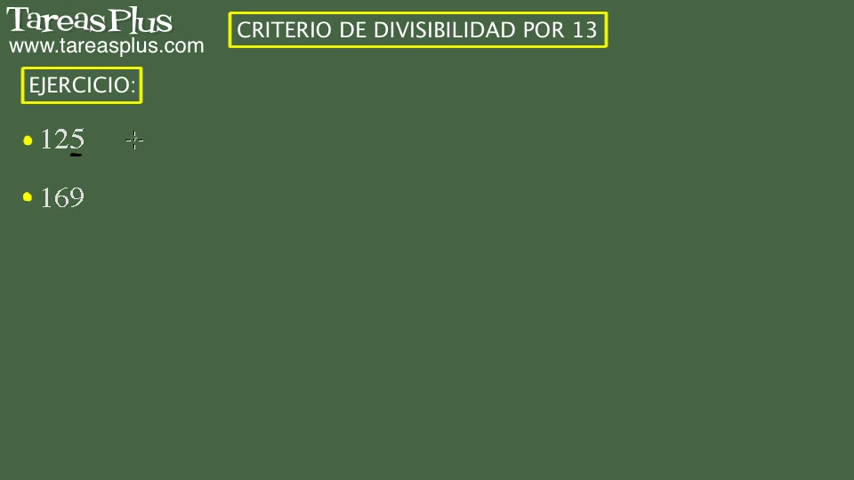 TareasPlus
www.tareasplus.com
CRITERIO DE DIVISIBILIDAD POR 13
EJERCICIO:
• 125
• 169